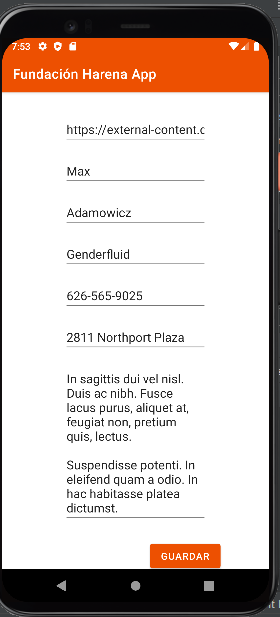 7:53
Fundación Harena App
https://external-content.c
Max
Adamowicz
Genderfluid
626-565-9025
2811 Northport Plaza
In sagittis dui vel nisl.
Duis ac nibh. Fusce
lacus purus, aliquet at,
feugiat non, pretium
quis, lectus.
Suspendisse potenti. In
eleifend quam a odio. In
hac habitasse platea
dictumst.
GUARDAR